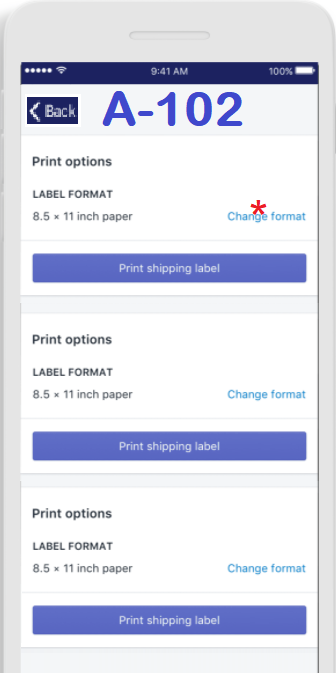 9:41 AM 100%
Back A-102
Print options
LABEL FORMAT
8.5 × 11 inch paper Change format
*
Print shipping label
Print options
LABEL FORMAT
8.5 × 11 inch paper Change format
Print shipping label
Print options
LABEL FORMAT
8.5 × 11 inch paper Change format
Print shipping label